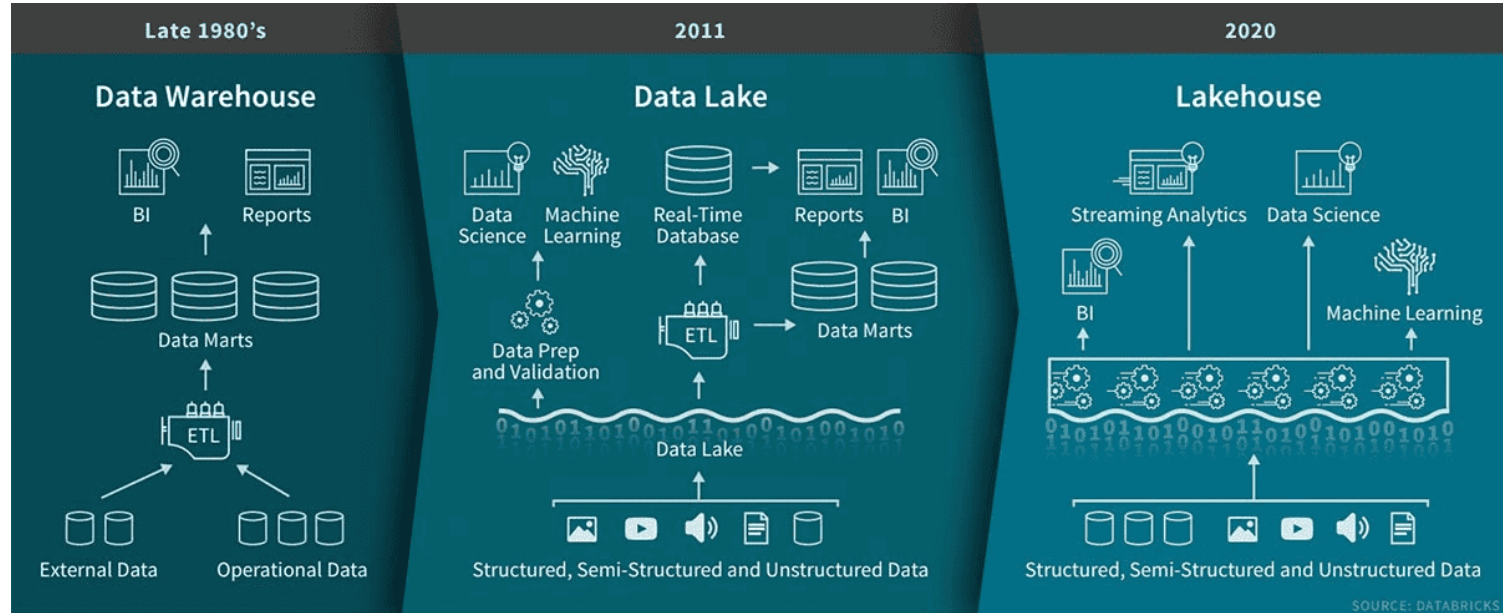 Late 1980's
Data Warehouse
BI
Reports
Data Marts
ETL
External Data
Operational Data
2011
Data Lake
Data
Science
Machine
Learning
Real-Time
Database
Reports
BI
Data Prep
and Validation
ETL
Data Marts
Data Lake
Structured, Semi-Structured and Unstructured Data
2020
Lakehouse
Streaming Analytics
Data Science
BI
Machine Learning
Structured, Semi-Structured and Unstructured Data
SOURCE: DATABRICKS